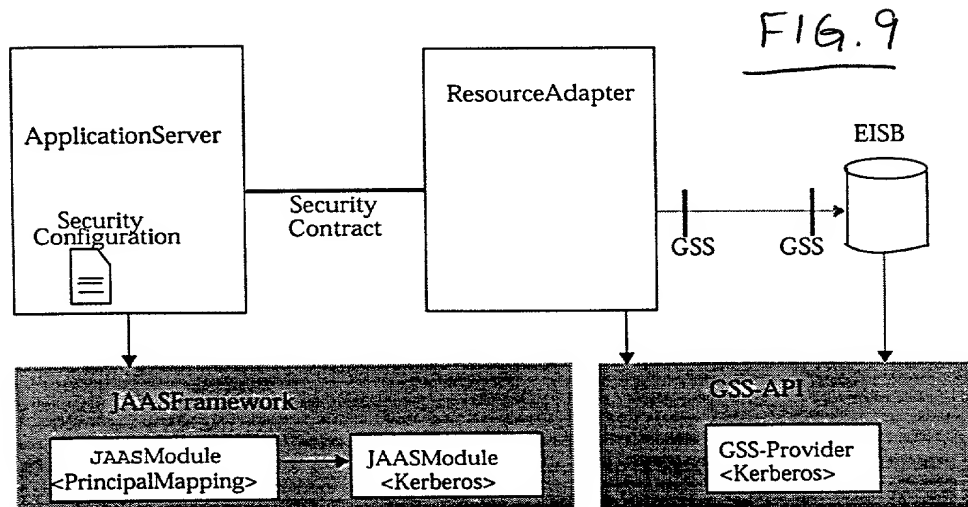 FIG. 9
ApplicationServer
Security
Configuration
Security
Contract
ResourceAdapter
GSS
GSS
EISB
JAASFramework
JAASModule
<PrincipalMapping>
JAASModule
<Kerberos>
GSS-API
GSS-Provider
<Kerberos>